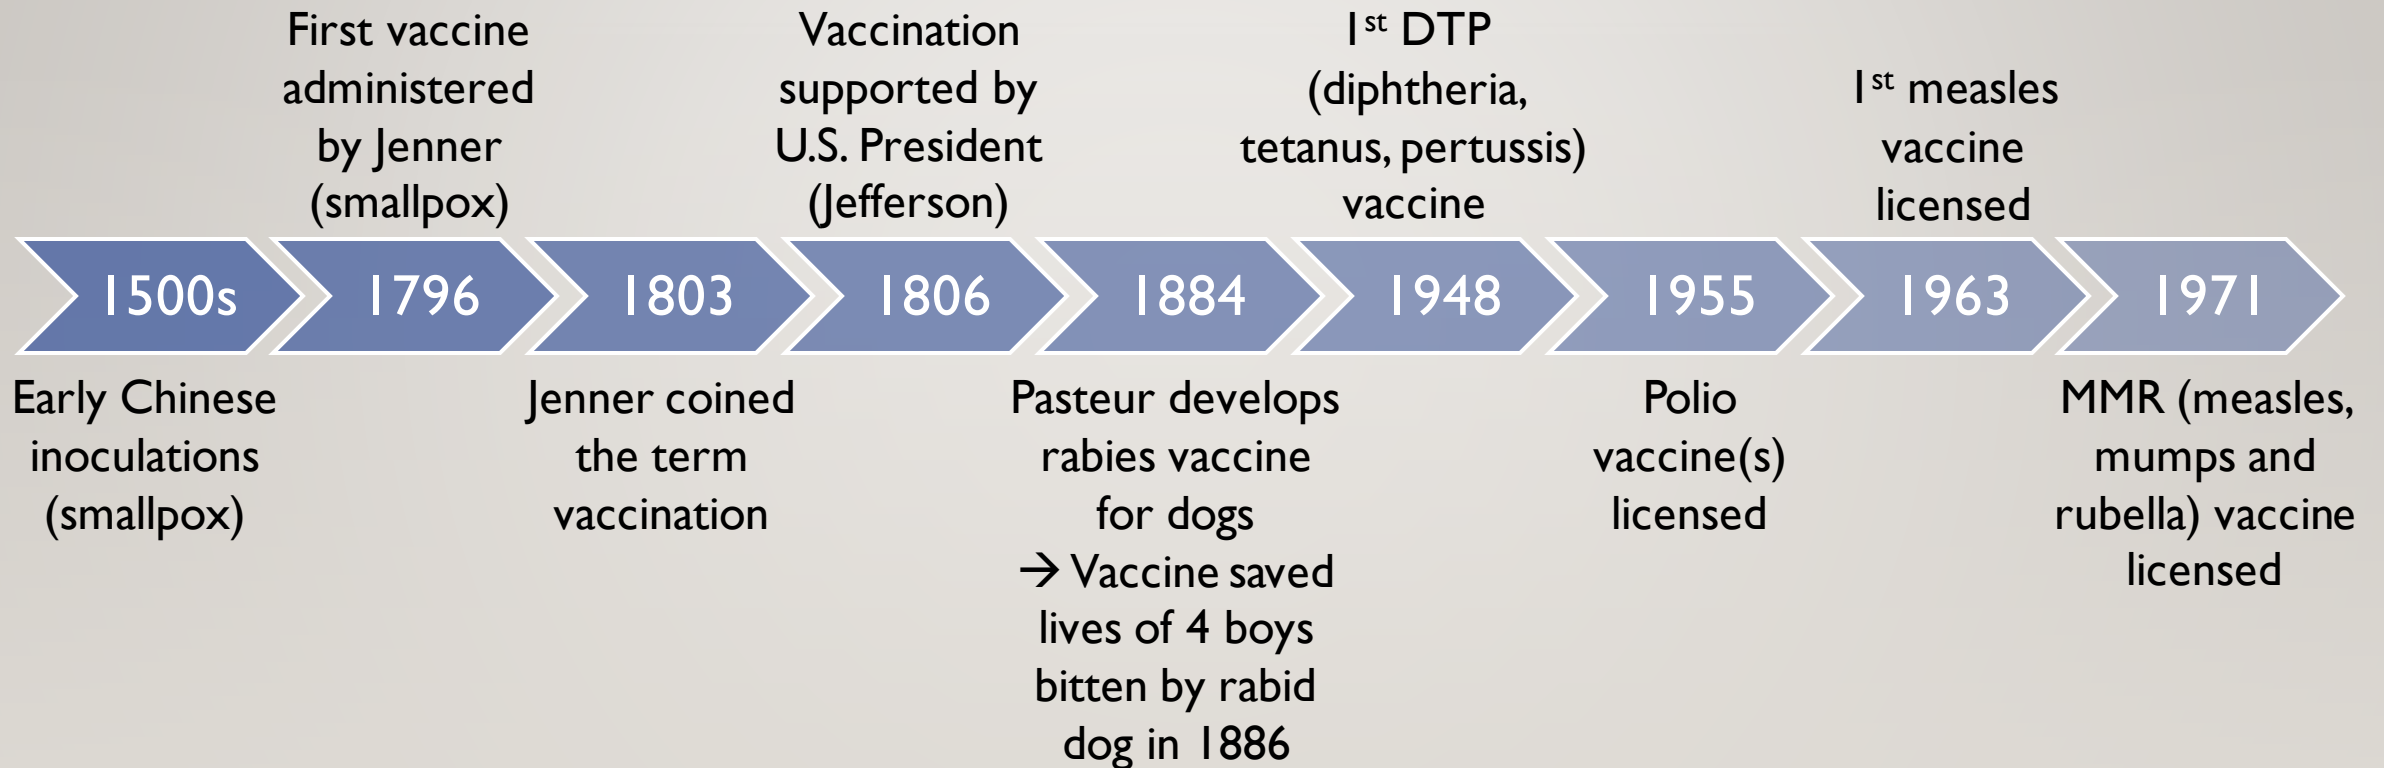 First vaccine
administered
by Jenner
(smallpox)
Vaccination
supported by
U.S. President
(Jefferson)
1st DTP
(diphtheria,
tetanus, pertussis)
vaccine
1st measles
vaccine
licensed
1500s
1796
1803
1806
1884
1948
1955
1963
1971
Early Chinese
inoculations
(smallpox)
Jenner coined
the term
vaccination
Pasteur develops
rabies vaccine
for dogs
→ Vaccine saved
lives of 4 boys
bitten by rabid
dog in 1886
Polio
vaccine(s)
licensed
MMR (measles,
mumps and
rubella) vaccine
licensed